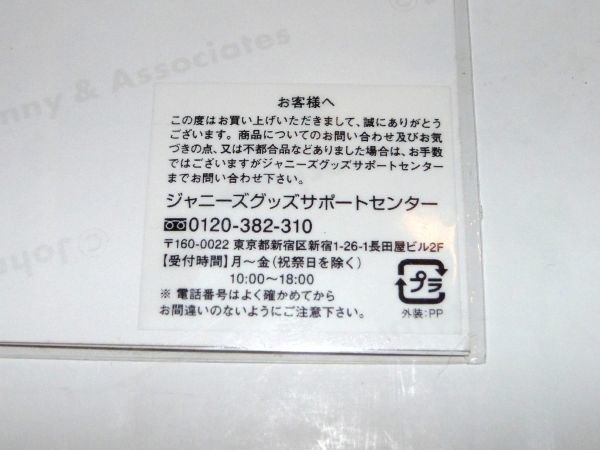 nny & Associates
お客様へ
この度はお買い上げいただきまして、誠にありがとう
ございます。商品についてのお問い合わせ及びお気
づきの点、又は不都合品などありました場合は、お手数
ではございますがジャニーズグッズサポートセンター
までお問い合わせ下さい。
ジャニーズグッズサポートセンター
0120-382-310
〒160-0022 東京都新宿区新宿1-26-1長田屋ビル2F
【受付時間】月〜金(祝祭日を除く)
10:00〜18:00
※ 電話番号はよく確かめてから
お間違いのないようにご注意下さい。
プラ
外装:PP
© Johnn